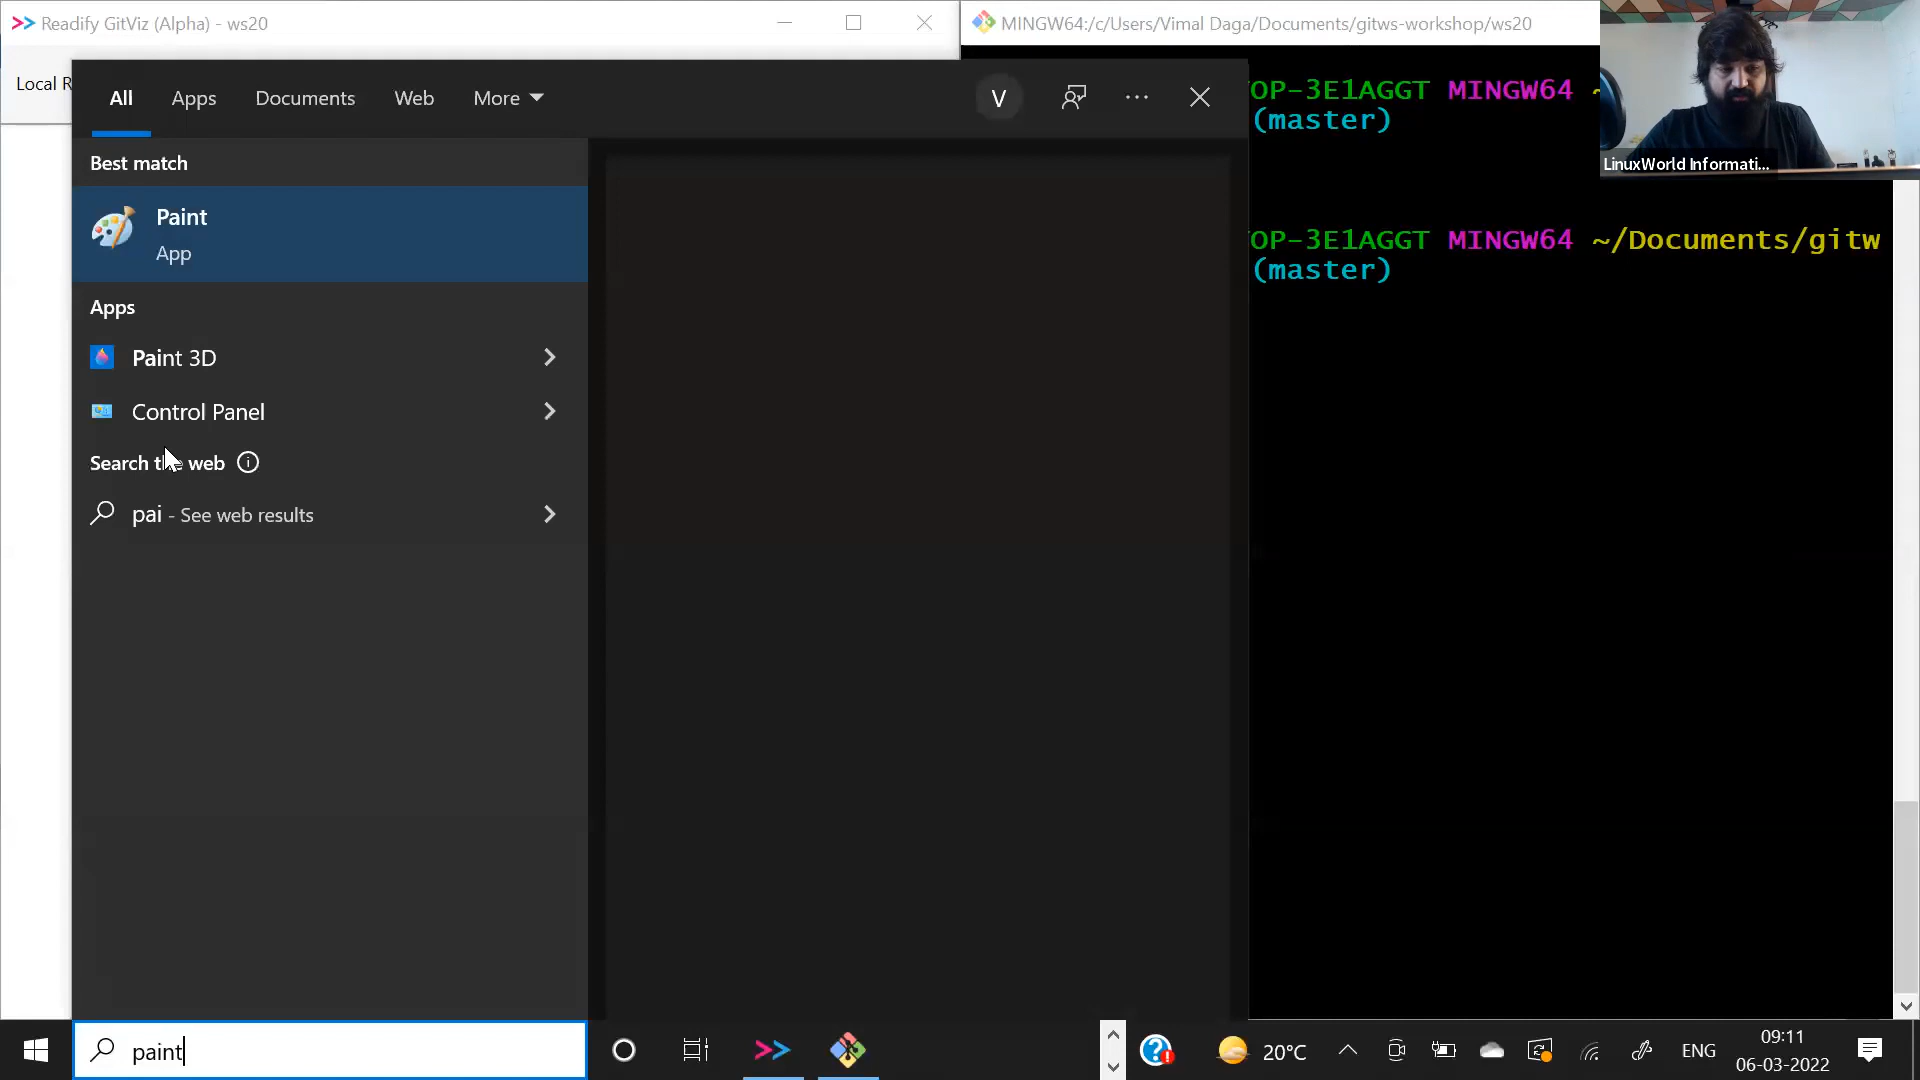 Readify GitViz (Alpha) - ws20
MINGW64:/c/Users/Vimal Daga/Documents/gitws-workshop/ws20
Local R
All
Apps
Documents
Web
More
V
OP-3E1AGGT MINGW64 ~
(master)
LinuxWorld Informati...
Best match
Paint
App
OP-3E1AGGT MINGW64 ~/Documents/gitw
(master)
Apps
Paint 3D
Control Panel
Search the web
pai - See web results
paint
20°C
ENG
09:11
06-03-2022